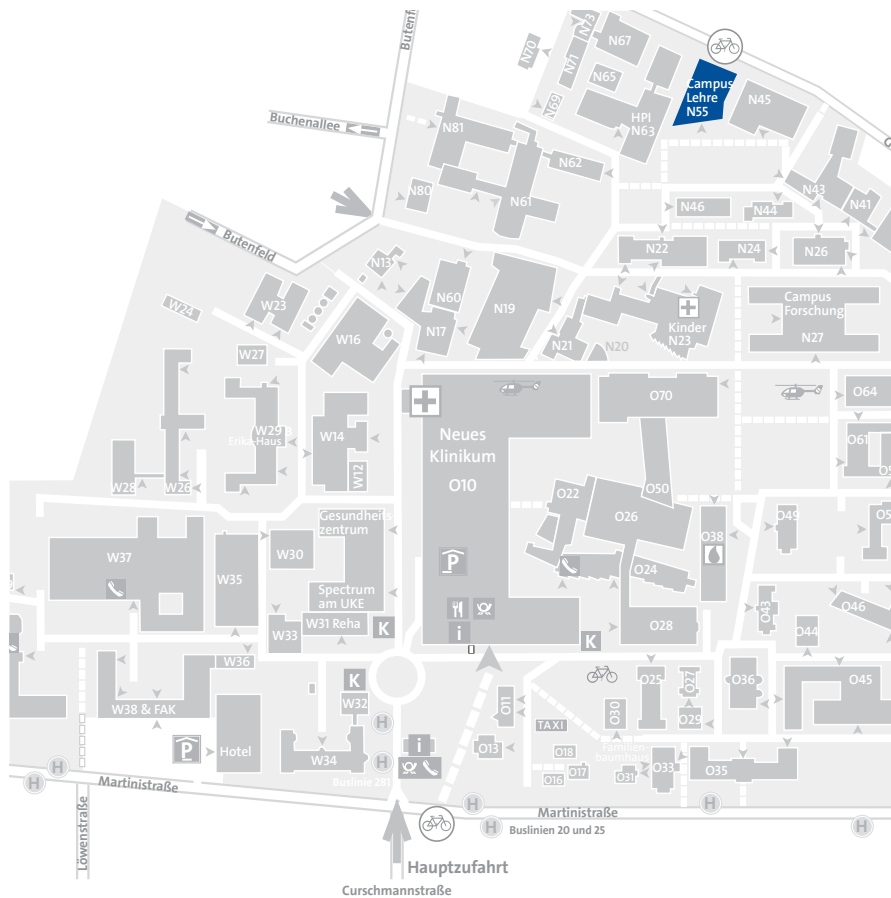 Butenf
N73
N67
N70
N71
N65
N69
Campus
Lehre
N55
N45
HPI
N63
Buchenallee
N81
N62
N80
N61
N43
N41
N46
N44
Butenfeld
N22
N24
N26
N13
N60
N19
N17
W24
W23
W16
N21
N20
Kinder
N23
Campus
Forschung
N27
W27
O70
O64
W29
Erika-Haus
W14
W12
Neues
Klinikum
O10
O61
W28
W26
O22
O50
O26
Gesundheits
zentrum
O38
O49
W37
W35
W30
P
O24
Spectrum
am UKE
W31 Reha
K
i
O28
K
O43
O44
O46
W33
W36
K
W32
O25
O27
O36
O45
W38 & FAK
P
Hotel
W34
H
H
Buslinie 281
i
O11
O13
TAXI
O30
O29
Familien
baumhaus
O18
O17
O16
O31
O33
O35
H
H
Martinistraße
Löwenstraße
H
H
H
H
Martinistraße
Buslinien 20 und 25
Hauptzufahrt
Curschmannstraße